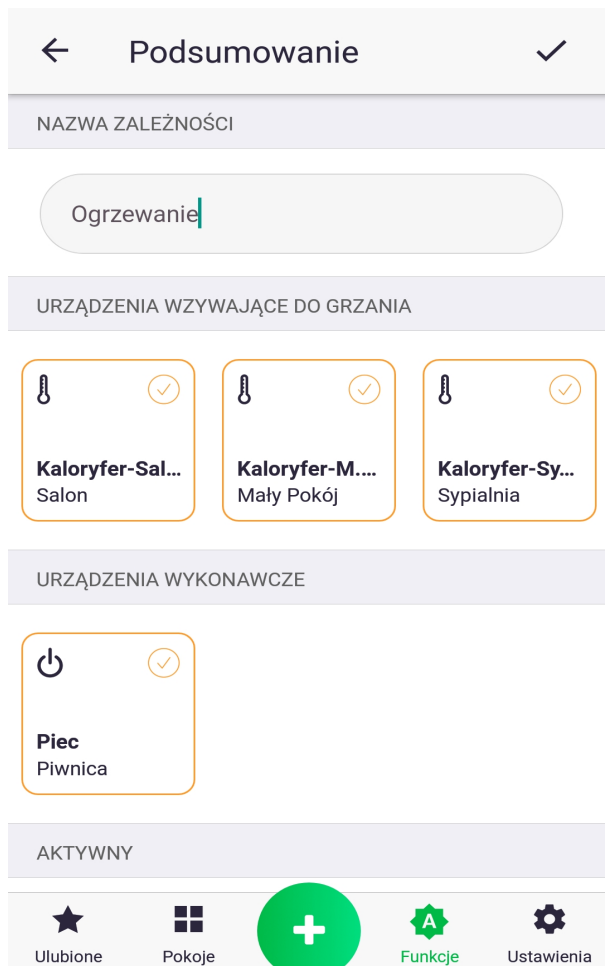 Podsumowanie
NAZWA ZALEŻNOŚCI
Ogrzewanie
URZĄDZENIA WZYWAJĄCE DO GRZANIA
Kaloryfer-Sal...
Salon
Kaloryfer-M....
Mały Pokój
Kaloryfer-Sy...
Sypialnia
URZĄDZENIA WYKONAWCZE
Piec
Piwnica
AKTYWNY
Ulubione
Pokoje
A
Funkcje
Ustawienia